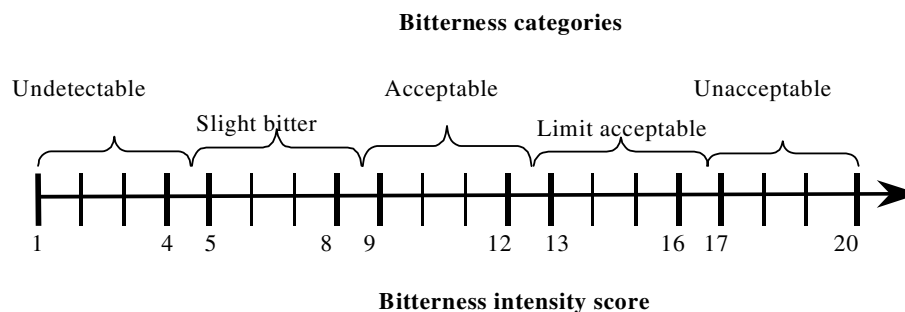 Bitterness categories
Undetectable Acceptable Unacceptable
Slight bitter Limit acceptable
1 4 5 8 9 12 13 16 17 20
Bitterness intensity score